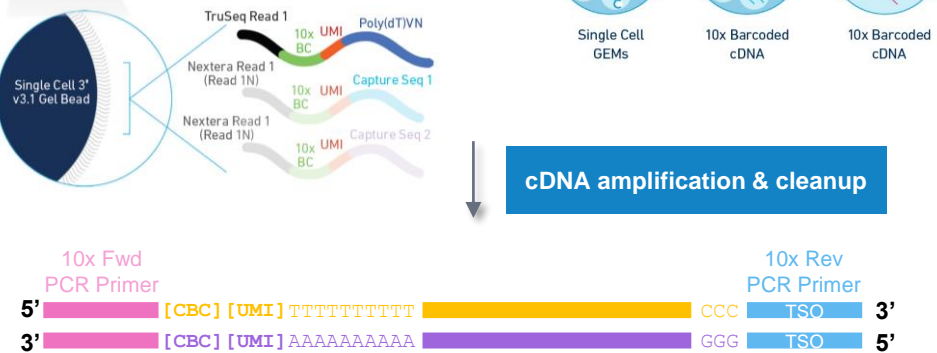 TruSeq Read 1
10x
BC
UMI
Poly(dT)VN
Nextera Read 1
(Read 1N)
10x
BC
UMI
Capture Seq 1
Nextera Read 1
(Read 1N)
10x
BC
UMI
Capture Seq 2
Single Cell 3'
v3.1 Gel Bead
C
Single Cell
GEMs
10x Barcoded
cDNA
10x Barcoded
cDNA
cDNA amplification & cleanup
10x Fwd
PCR Primer
10x Rev
PCR Primer
5’ [CBC][UMI]TTTTTTTTTT CCC TSO 3’
3’ [CBC][UMI]AAAAAAAAAA GGG TSO 5’